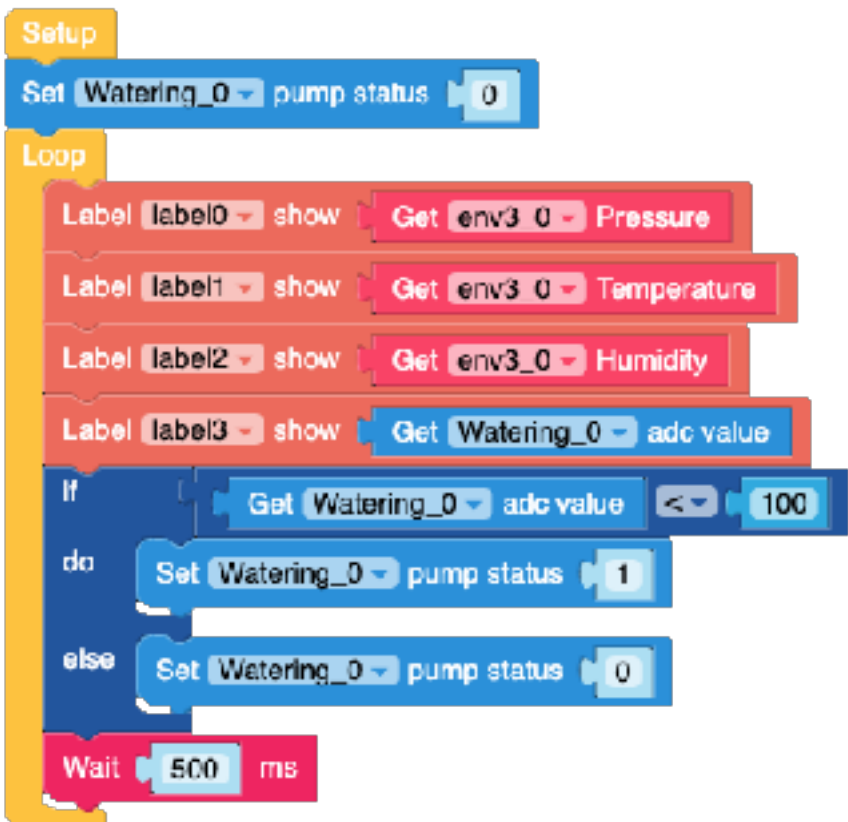 Setup
Set Watering_0 pump status 0
Loop
Label label0 show Get env3_0 Pressure
Label label1 show Get env3_0 Temperature
Label label2 show Get env3_0 Humidity
Label label3 show Get Watering_0 adc value
If Get Watering_0 adc value < 100
do Set Watering_0 pump status 1
else Set Watering_0 pump status 0
Wait 500 ms